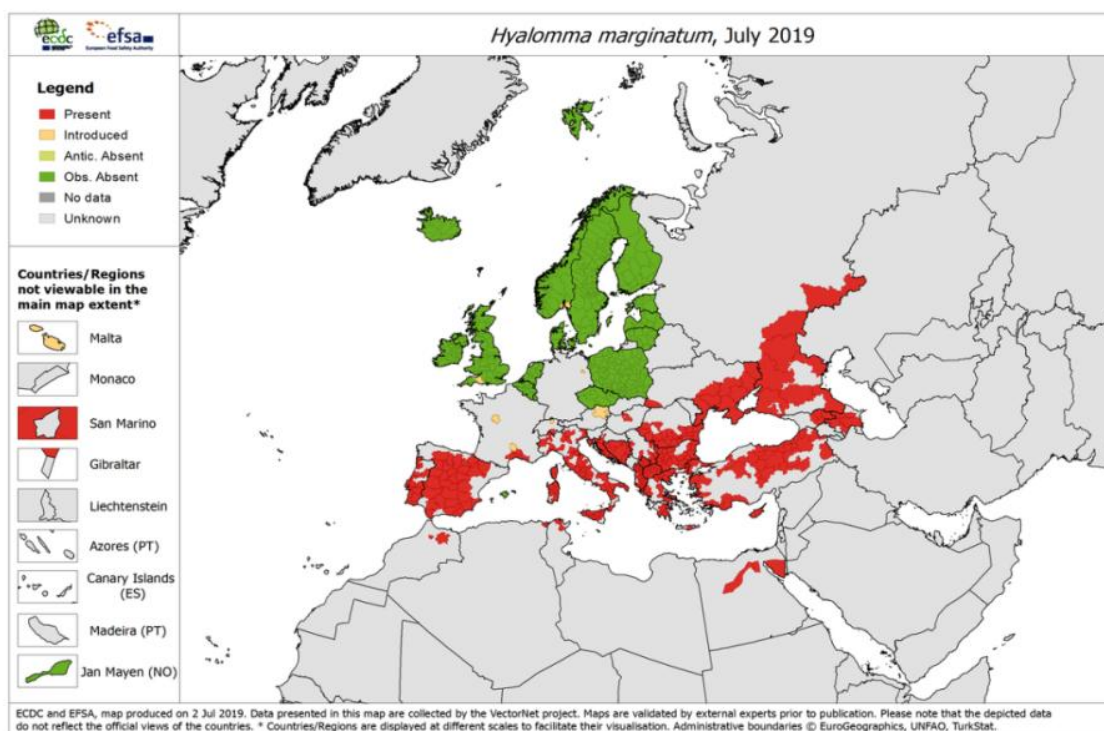 ecdc
efsa
European Food Safety Authority
Hyalomma marginatum, July 2019
Legend
Present
Introduced
Antic. Absent
Obs. Absent
No data
Unknown
Countries/Regions
not viewable in the
main map extent*
Malta
Monaco
San Marino
Gibraltar
Liechtenstein
Azores (PT)
Canary Islands
(ES)
Madeira (PT)
Jan Mayen (NO)
ECDC and EFSA, map produced on 2 Jul 2019. Data presented in this map are collected by the VectorNet project. Maps are validated by external experts prior to publication. Please note that the depicted data
do not reflect the official views of the countries. * Countries/Regions are displayed at different scales to facilitate their visualisation. Administrative boundaries © EuroGeographics, UNFAO, TurkStat.